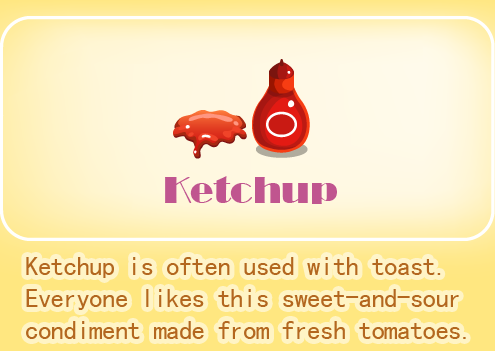 Ketchup
Ketchup is often used with toast.
Everyone likes this sweet-and-sour
condiment made from fresh tomatoes.